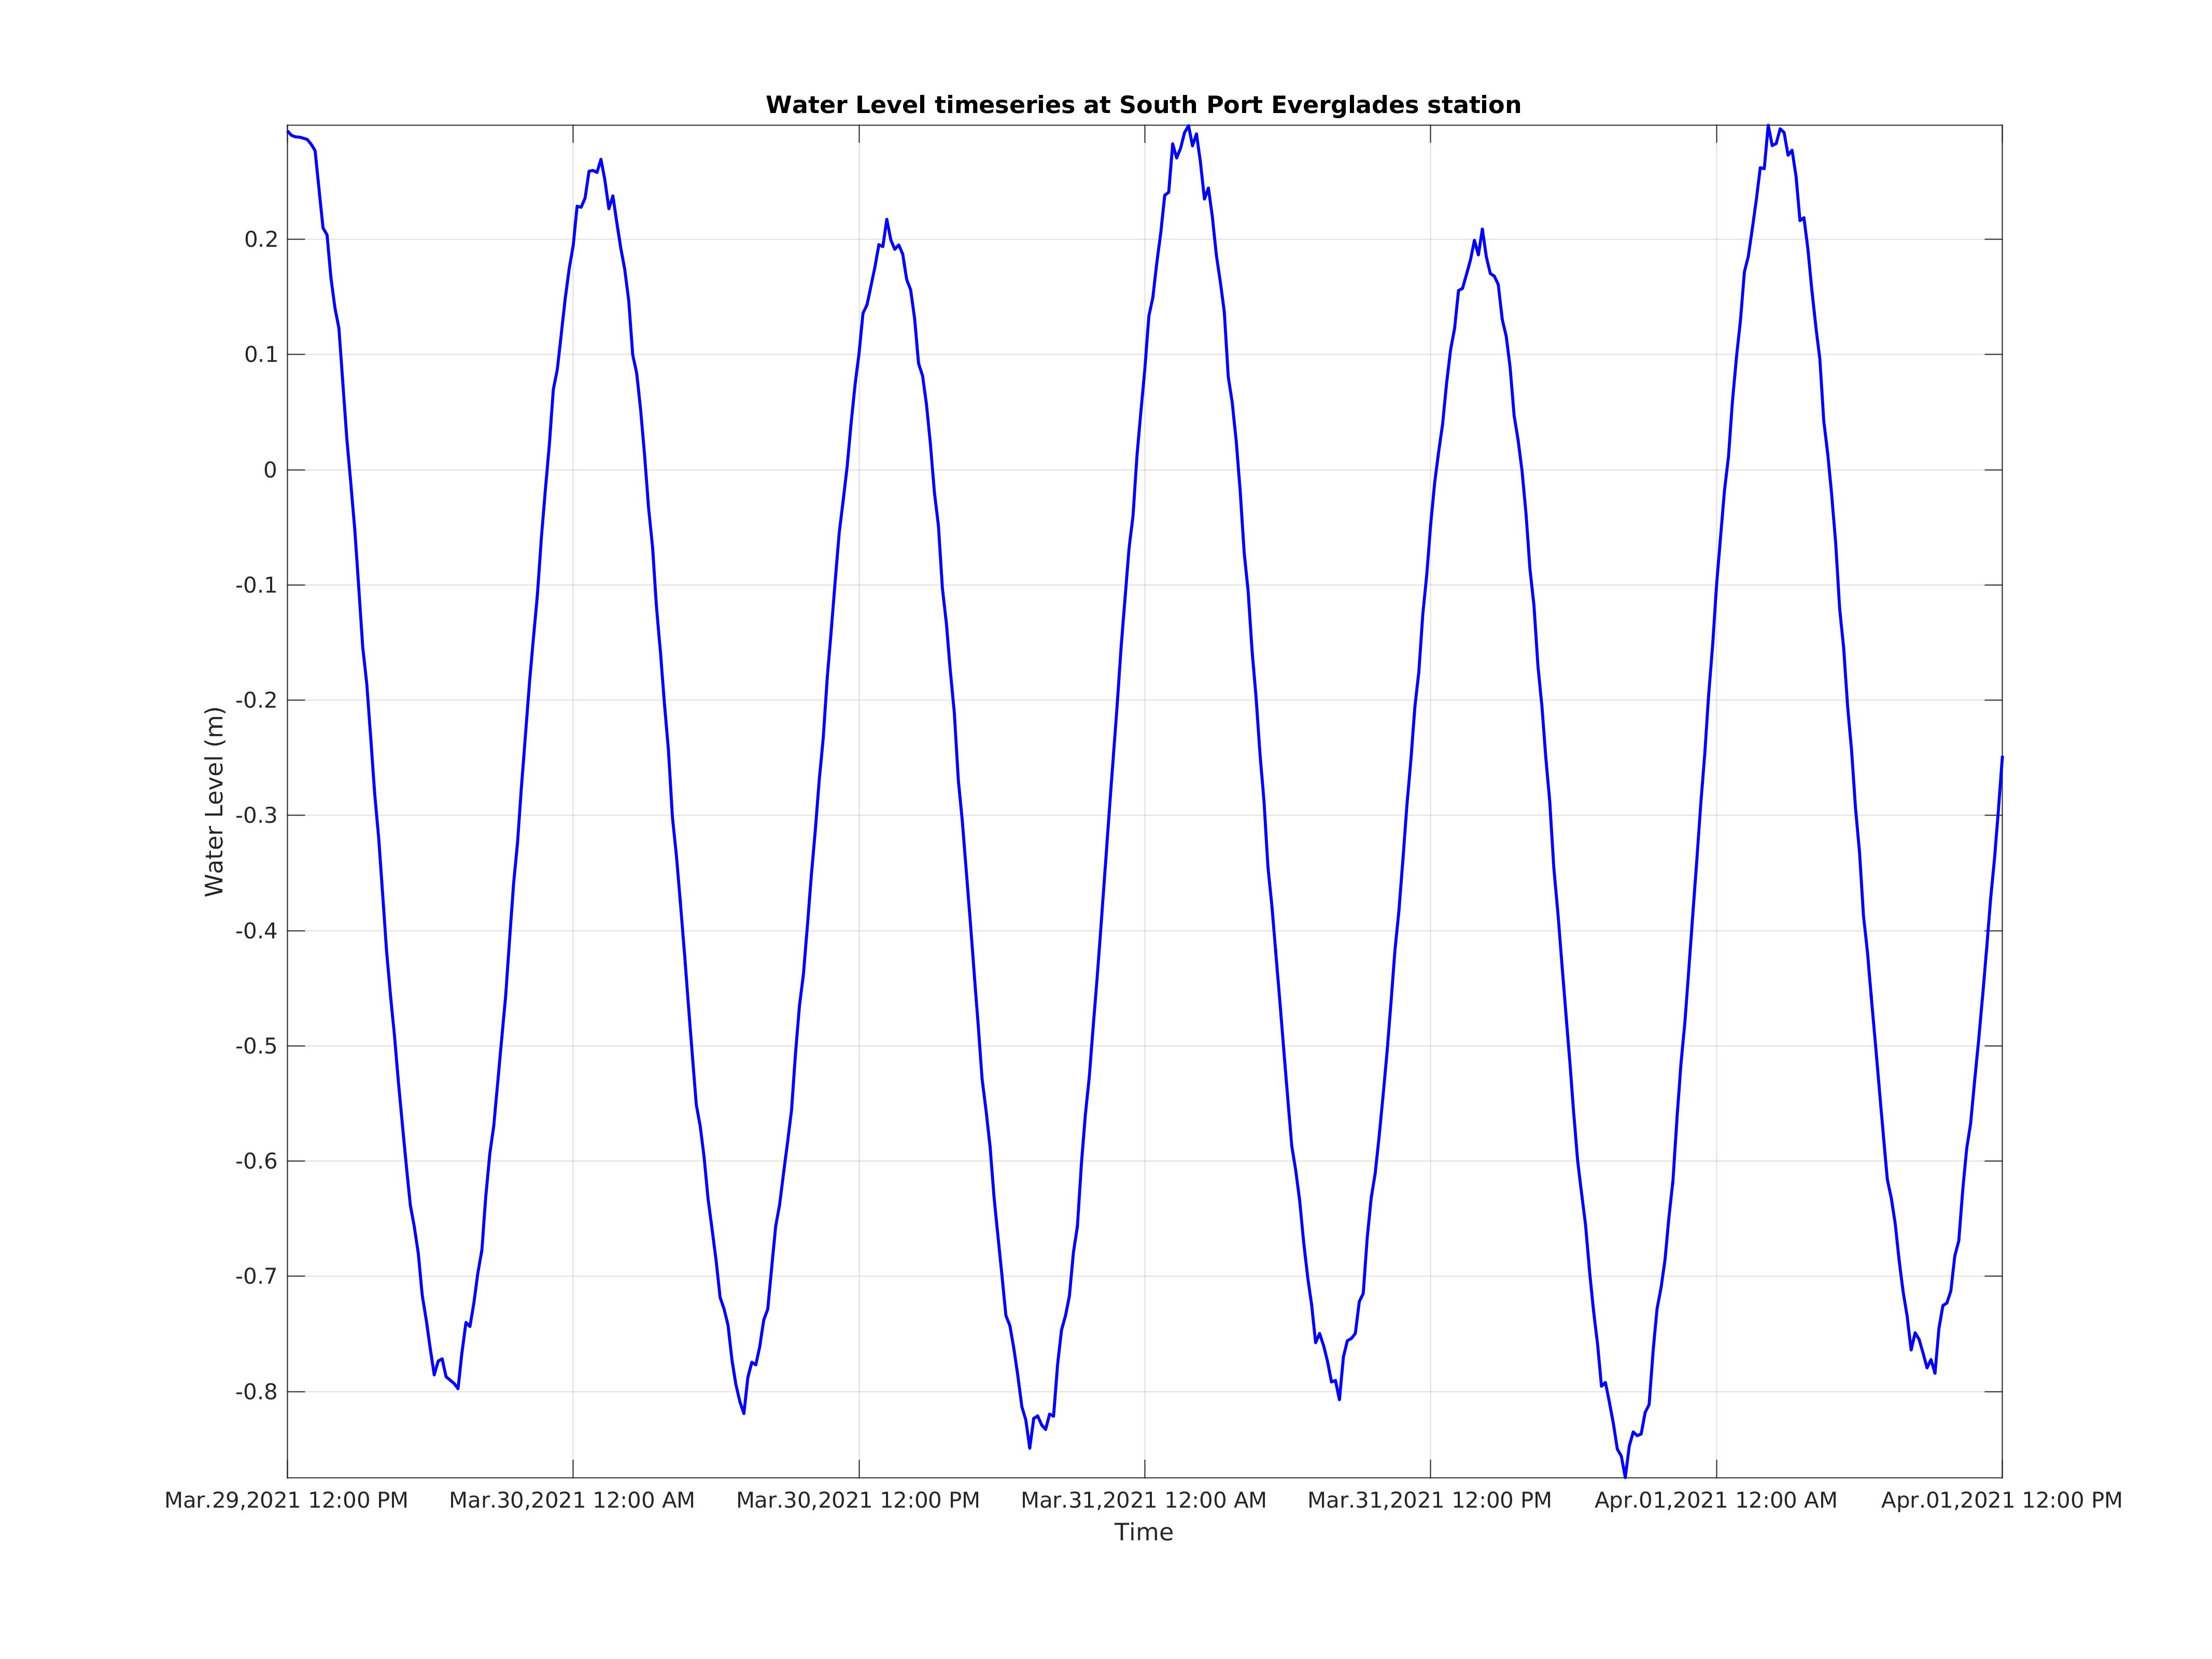 Water Level timeseries at South Port Everglades station
0.2
0.1
0
-0.1
-0.2
-0.3
-0.4
-0.5
-0.6
-0.7
-0.8
Water Level (m)
Mar.29,2021 12:00 PM Mar.30,2021 12:00 AM Mar.30,2021 12:00 PM Mar.31,2021 12:00 AM Mar.31,2021 12:00 PM Apr.01,2021 12:00 AM Apr.01,2021 12:00 PM
Time